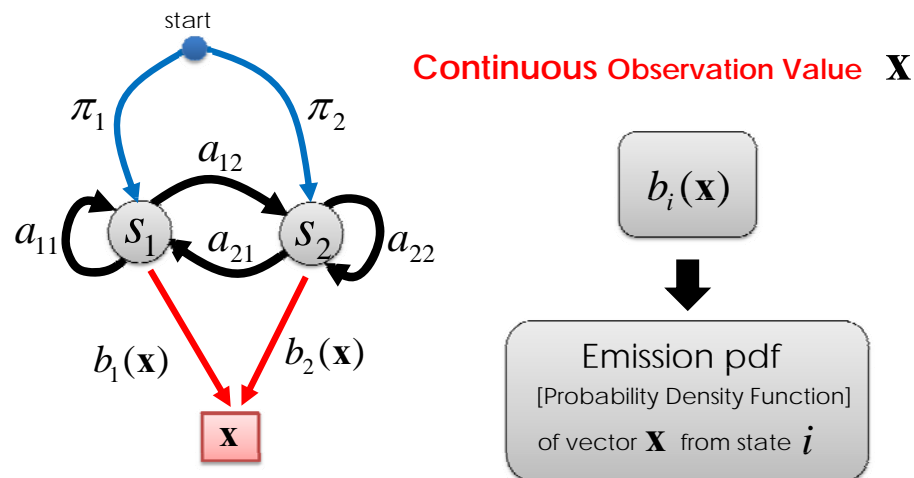 start
Continuous Observation Value x
π₁
π₂
a₁₂
bᵢ(x)
s₁
s₂
a₁₁
a₂₁
a₂₂
b₁(x)
b₂(x)
Emission pdf
[Probability Density Function]
of vector x from state i
x